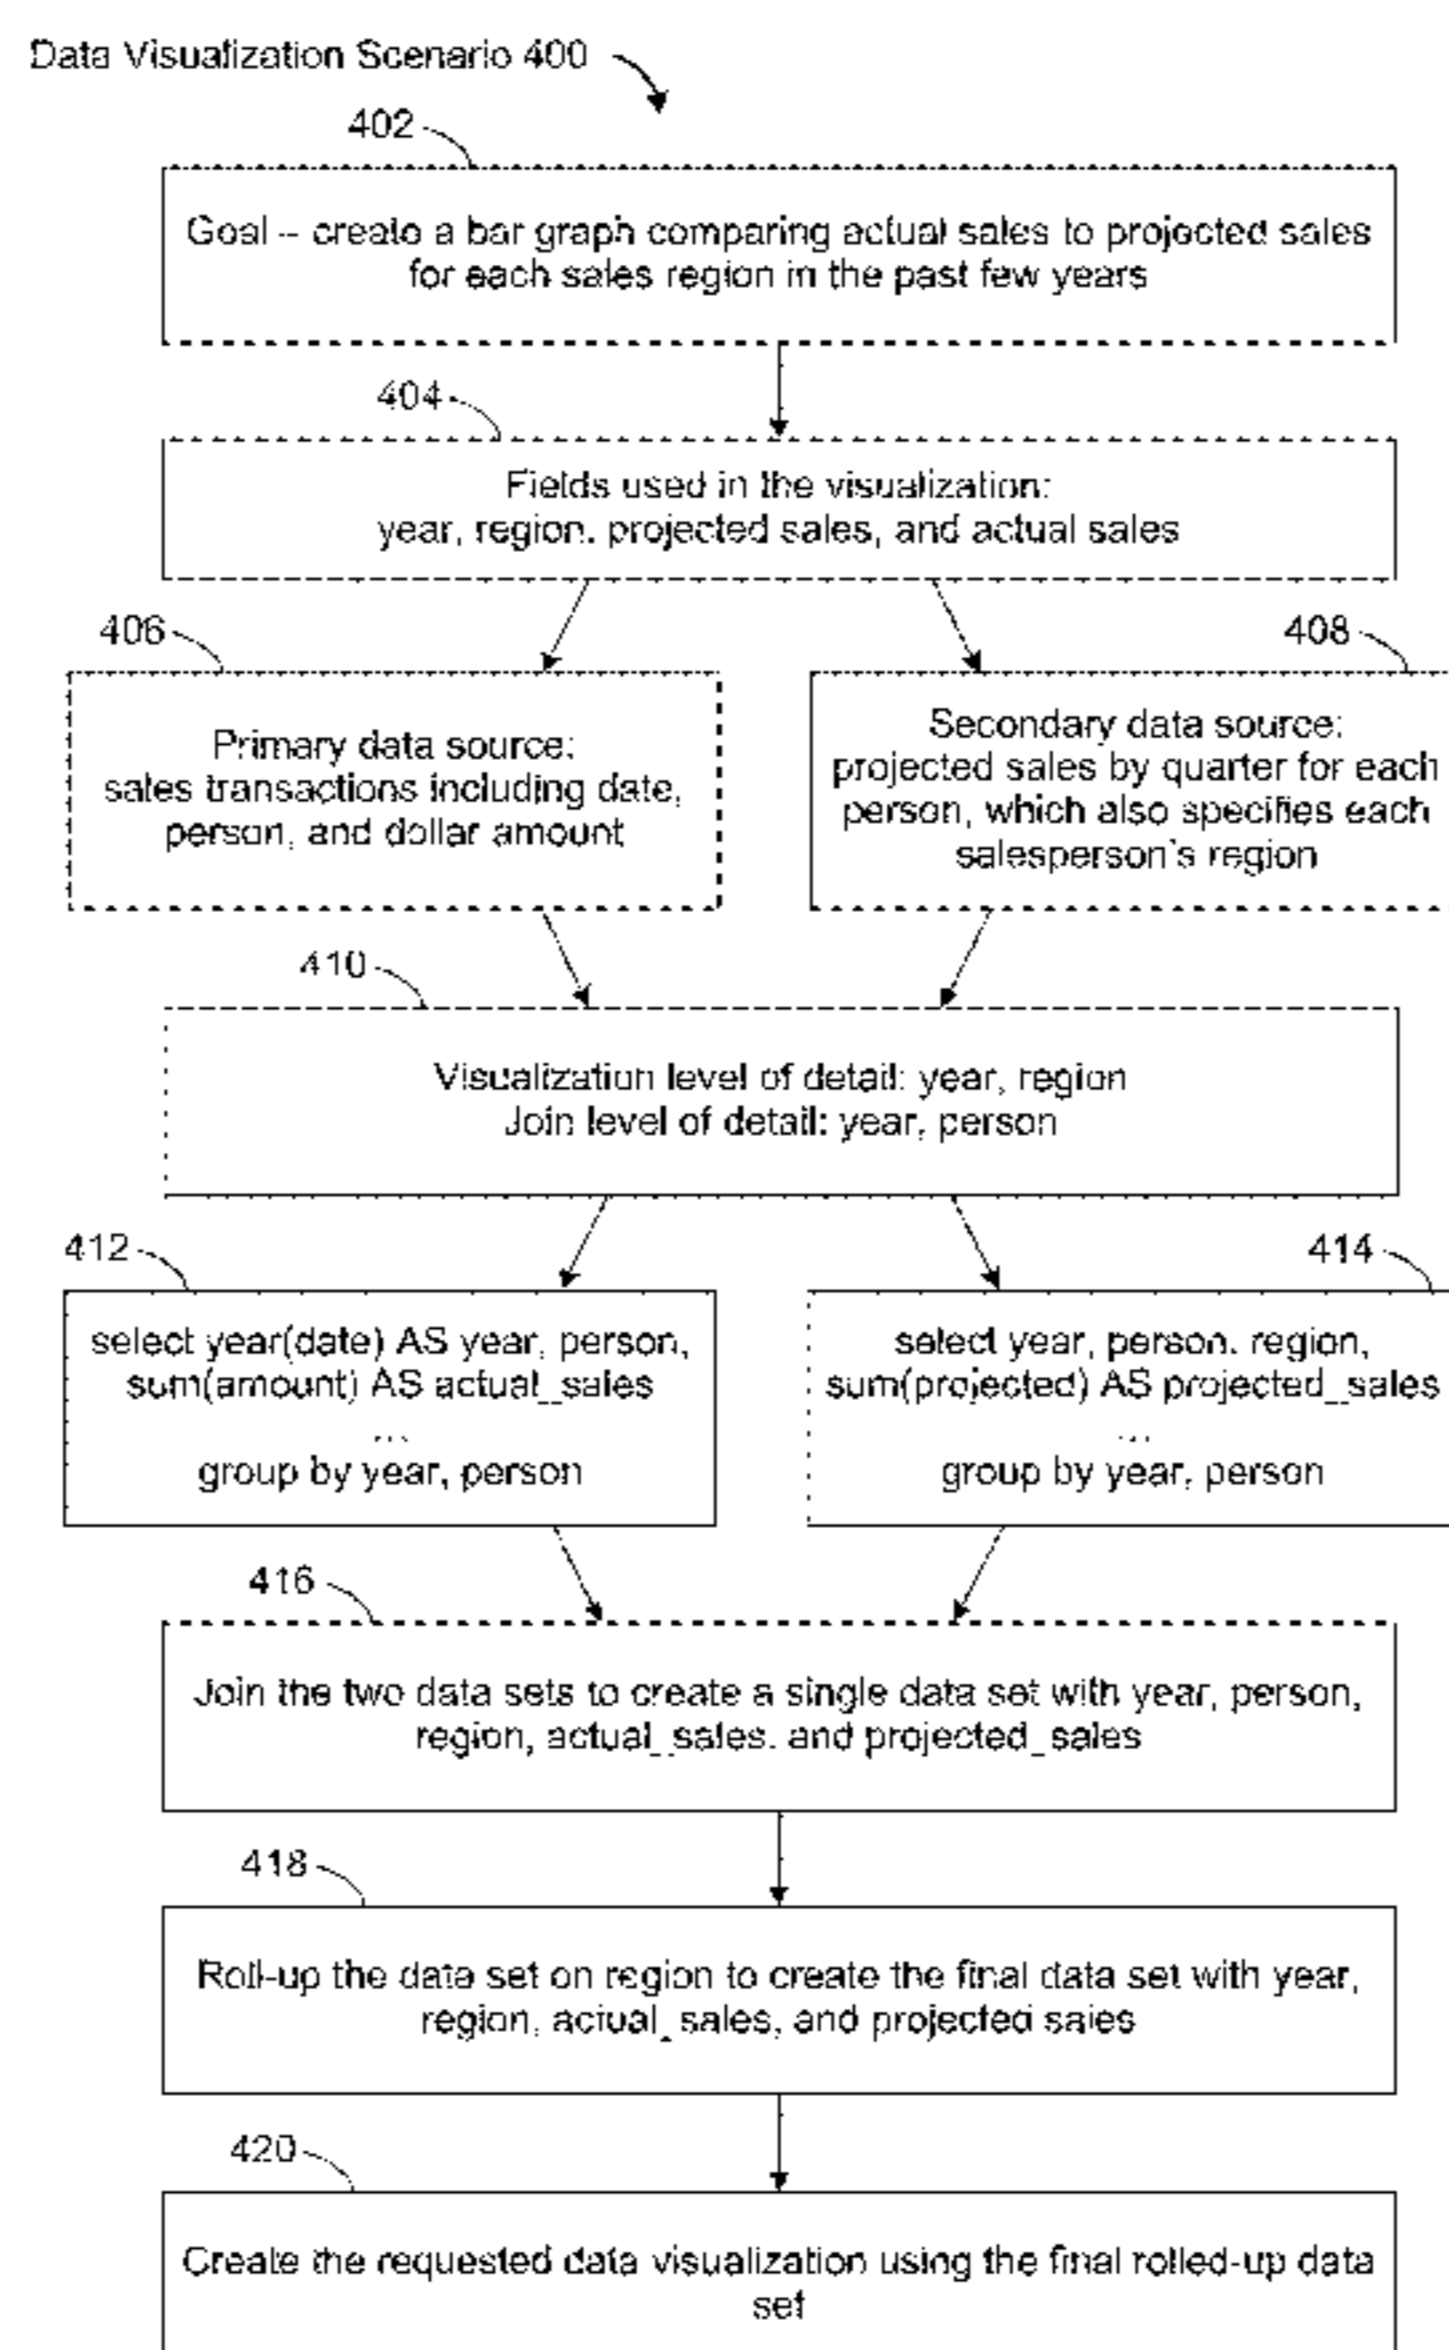 Data Visualization Scenario 400
402
Goal – create a bar graph comparing actual sales to projected sales
for each sales region in the past few years
404
Fields used in the visualization:
year, region, projected sales, and actual sales
406
408
Primary data source:
sales transactions including date,
person, and dollar amount
Secondary data source:
projected sales by quarter for each
person, which also specifies each
salesperson's region
410
Visualization level of detail: year, region
Join level of detail: year, person
412
414
select year(date) AS year, person,
sum(amount) AS actual_sales
...
group by year, person
select year, person, region,
sum(projected) AS projected_sales
...
group by year, person
416
Join the two data sets to create a single data set with year, person,
region, actual_sales, and projected_sales
418
Roll-up the data set on region to create the final data set with year,
region, actual_sales, and projected sales
420
Create the requested data visualization using the final rolled-up data
set